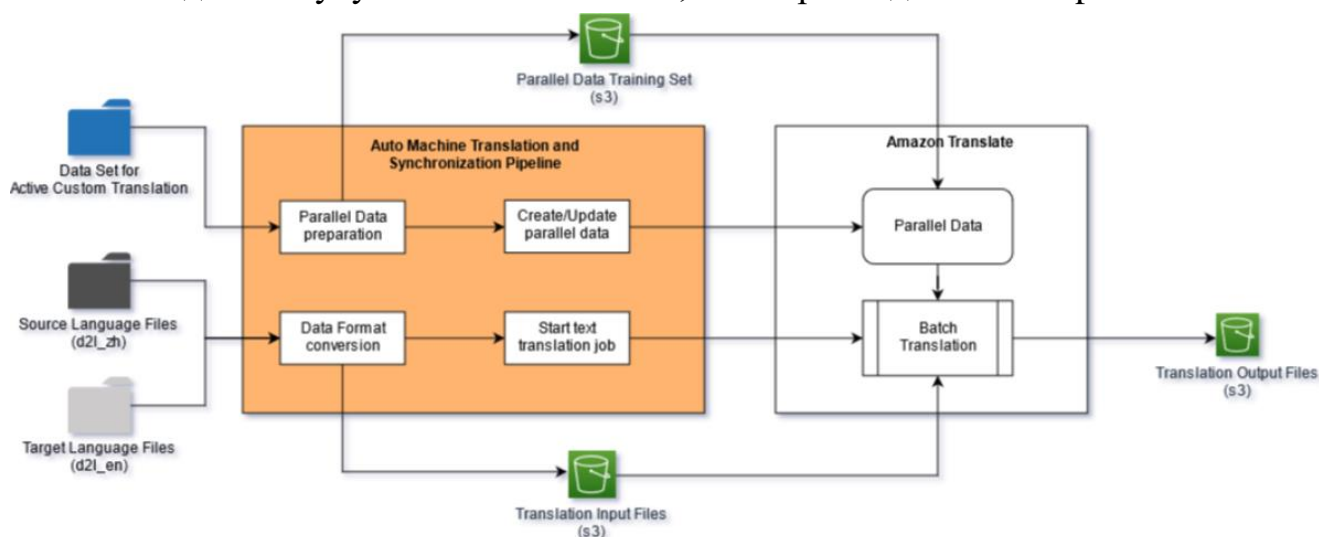 Parallel Data Training Set
(s3)
Auto Machine Translation and
Synchronization Pipeline
Amazon Translate
Data Set for
Active Custom Translation
Parallel Data
preparation
Create/Update
parallel data
Parallel Data
Source Language Files
(d2l_zh)
Data Format
conversion
Start text
translation job
Batch
Translation
Translation Output Files
(s3)
Target Language Files
(d2l_en)
Translation Input Files
(s3)